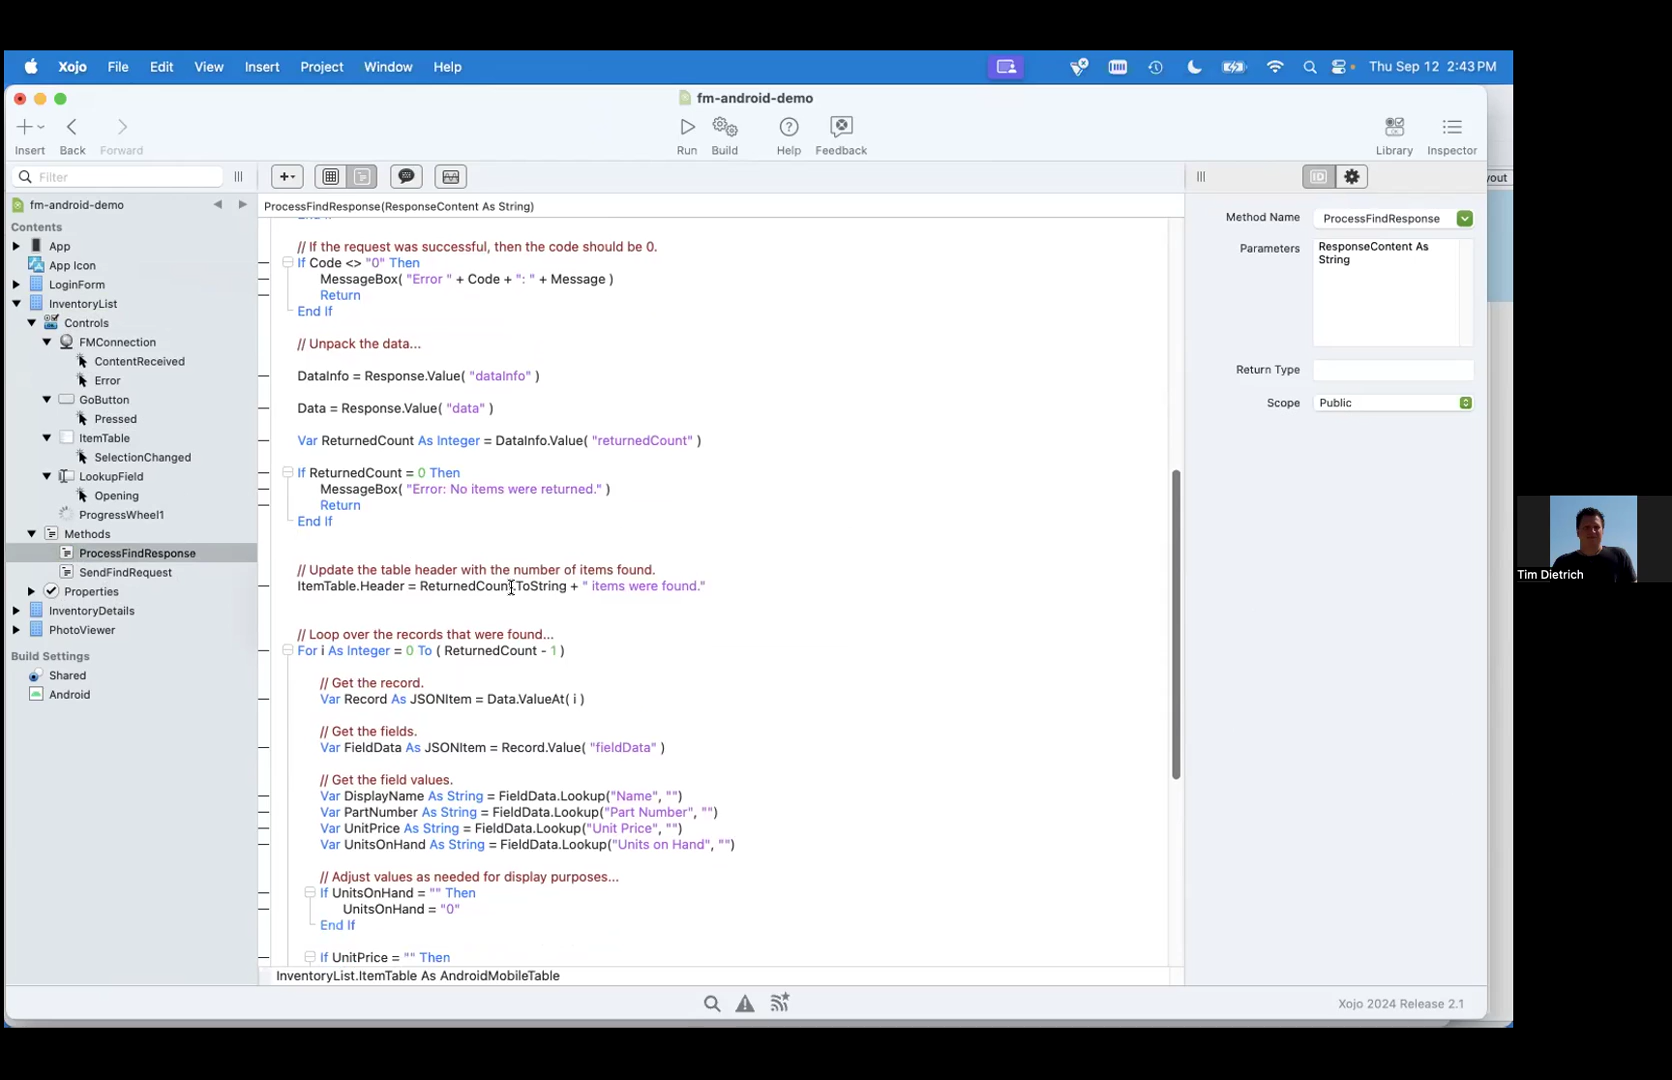 Xojo File Edit View Insert Project Window Help Thu Sep 12 2:43 PM
fm-android-demo
Insert Back Forward Run Build Help Feedback Library Inspector
Filter
yout
fm-android-demo
Contents
App
App Icon
LoginForm
InventoryList
Controls
FMConnection
ContentReceived
Error
GoButton
Pressed
ItemTable
SelectionChanged
LookupField
Opening
ProgressWheel1
Methods
ProcessFindResponse
SendFindRequest
Properties
InventoryDetails
PhotoViewer
Build Settings
Shared
Android
ProcessFindResponse(ResponseContent As String)
End If
// If the request was successful, then the code should be 0.
If Code <> "0" Then
MessageBox( "Error " + Code + ": " + Message )
Return
End If
// Unpack the data...
DataInfo = Response.Value( "dataInfo" )
Data = Response.Value( "data" )
Var ReturnedCount As Integer = DataInfo.Value( "returnedCount" )
If ReturnedCount = 0 Then
MessageBox( "Error: No items were returned." )
Return
End If
// Update the table header with the number of items found.
ItemTable.Header = ReturnedCount.ToString + " items were found."
// Loop over the records that were found...
For i As Integer = 0 To ( ReturnedCount - 1 )
// Get the record.
Var Record As JSONItem = Data.ValueAt( i )
// Get the fields.
Var FieldData As JSONItem = Record.Value( "fieldData" )
// Get the field values.
Var DisplayName As String = FieldData.Lookup("Name", "")
Var PartNumber As String = FieldData.Lookup("Part Number", "")
Var UnitPrice As String = FieldData.Lookup("Unit Price", "")
Var UnitsOnHand As String = FieldData.Lookup("Units on Hand", "")
// Adjust values as needed for display purposes...
If UnitsOnHand = "" Then
UnitsOnHand = "0"
End If
If UnitPrice = "" Then
InventoryList.ItemTable As AndroidMobileTable
ID
Method Name ProcessFindResponse
Parameters ResponseContent As
String
Return Type
Scope Public
Xojo 2024 Release 2.1
Tim Dietrich